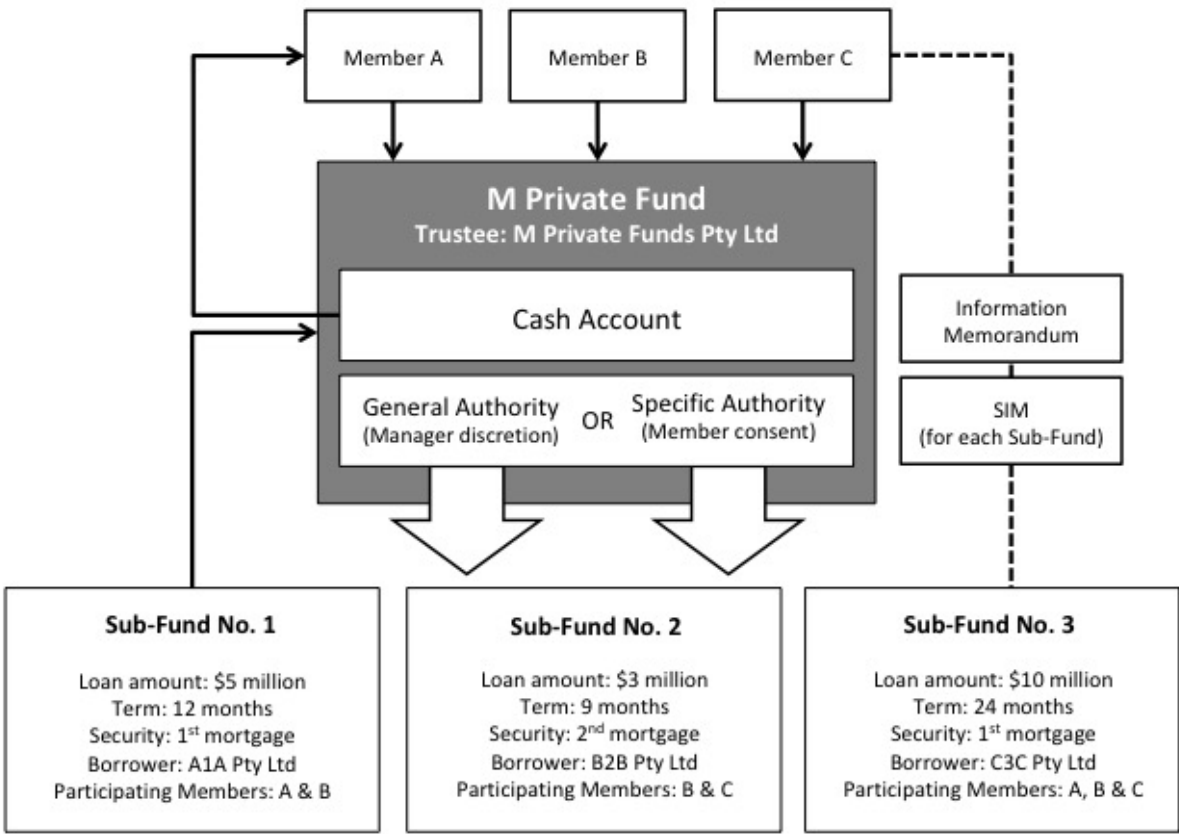 Member A
Member B
Member C
M Private Fund
Trustee: M Private Funds Pty Ltd
Cash Account
General Authority
(Manager discretion)
OR
Specific Authority
(Member consent)
Information
Memorandum
SIM
(for each Sub-Fund)
Sub-Fund No. 1
Loan amount: $5 million
Term: 12 months
Security: 1st mortgage
Borrower: A1A Pty Ltd
Participating Members: A & B
Sub-Fund No. 2
Loan amount: $3 million
Term: 9 months
Security: 2nd mortgage
Borrower: B2B Pty Ltd
Participating Members: B & C
Sub-Fund No. 3
Loan amount: $10 million
Term: 24 months
Security: 1st mortgage
Borrower: C3C Pty Ltd
Participating Members: A, B & C